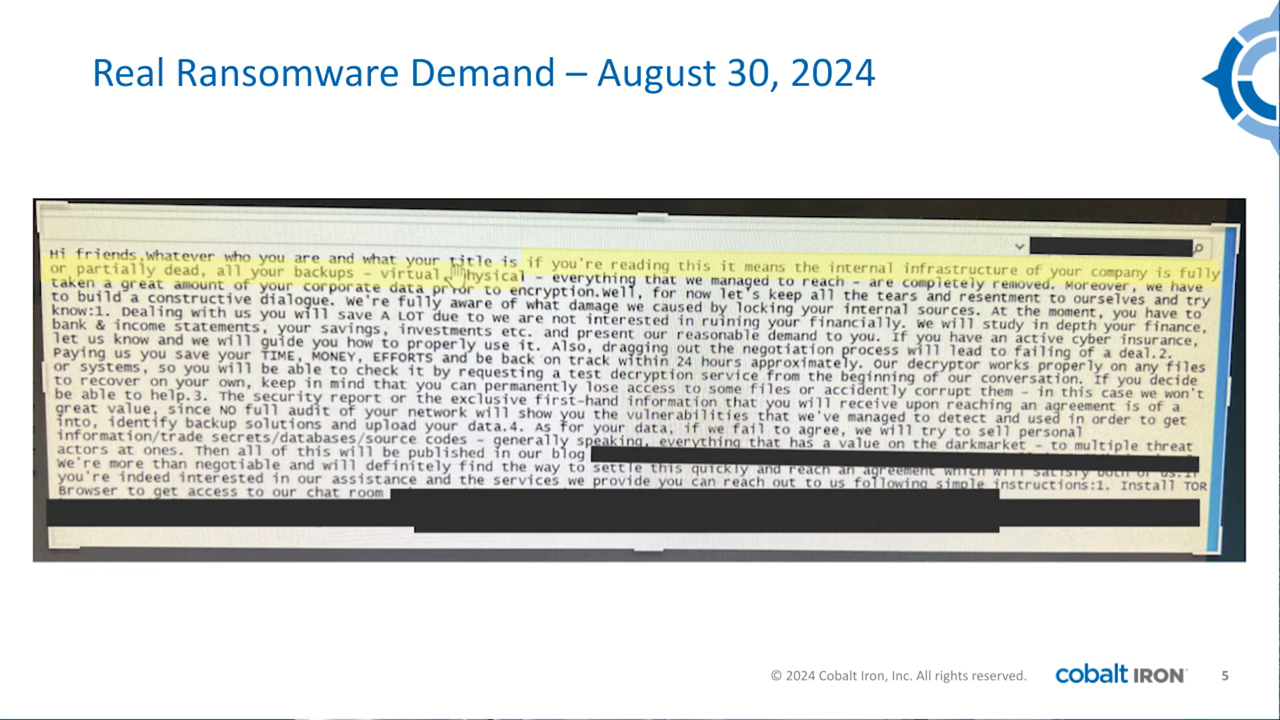 Real Ransomware Demand – August 30, 2024
Hi friends,Whatever who you are and what your title is if you're reading this it means the internal infrastructure of your company is fully
or partially dead, all your backups - virtual, physical - everything that we managed to reach - are completely removed. Moreover, we have
taken a great amount of your corporate data prior to encryption.Well, for now let's keep all the tears and resentment to ourselves and try
to build a constructive dialogue. We're fully aware of what damage we caused by locking your internal sources. At the moment, you have to
know:1. Dealing with us you will save A LOT due to we are not interested in ruining your financially. We will study in depth your finance,
bank & income statements, your savings, investments etc. and present our reasonable demand to you. If you have an active cyber insurance,
let us know and we will guide you how to properly use it. Also, dragging out the negotiation process will lead to failing of a deal.2.
Paying us you save your TIME, MONEY, EFFORTS and be back on track within 24 hours approximately. Our decryptor works properly on any files
or systems, so you will be able to check it by requesting a test decryption service from the beginning of our conversation. If you decide
to recover on your own, keep in mind that you can permanently lose access to some files or accidently corrupt them - in this case we won't
be able to help.3. The security report or the exclusive first-hand information that you will receive upon reaching an agreement is of a
great value, since NO full audit of your network will show you the vulnerabilities that we've managed to detect and used in order to get
into, identify backup solutions and upload your data.4. As for your data, if we fail to agree, we will try to sell personal
information/trade secrets/databases/source codes - generally speaking, everything that has a value on the darkmarket - to multiple threat
actors at ones. Then all of this will be published in our blog
We're more than negotiable and will definitely find the way to settle this quickly and reach an agreement which will satisfy both of us.
you're indeed interested in our assistance and the services we provide you can reach out to us following simple instructions:1. Install TOR
Browser to get access to our chat room
© 2024 Cobalt Iron, Inc. All rights reserved.
cobalt IRON
5